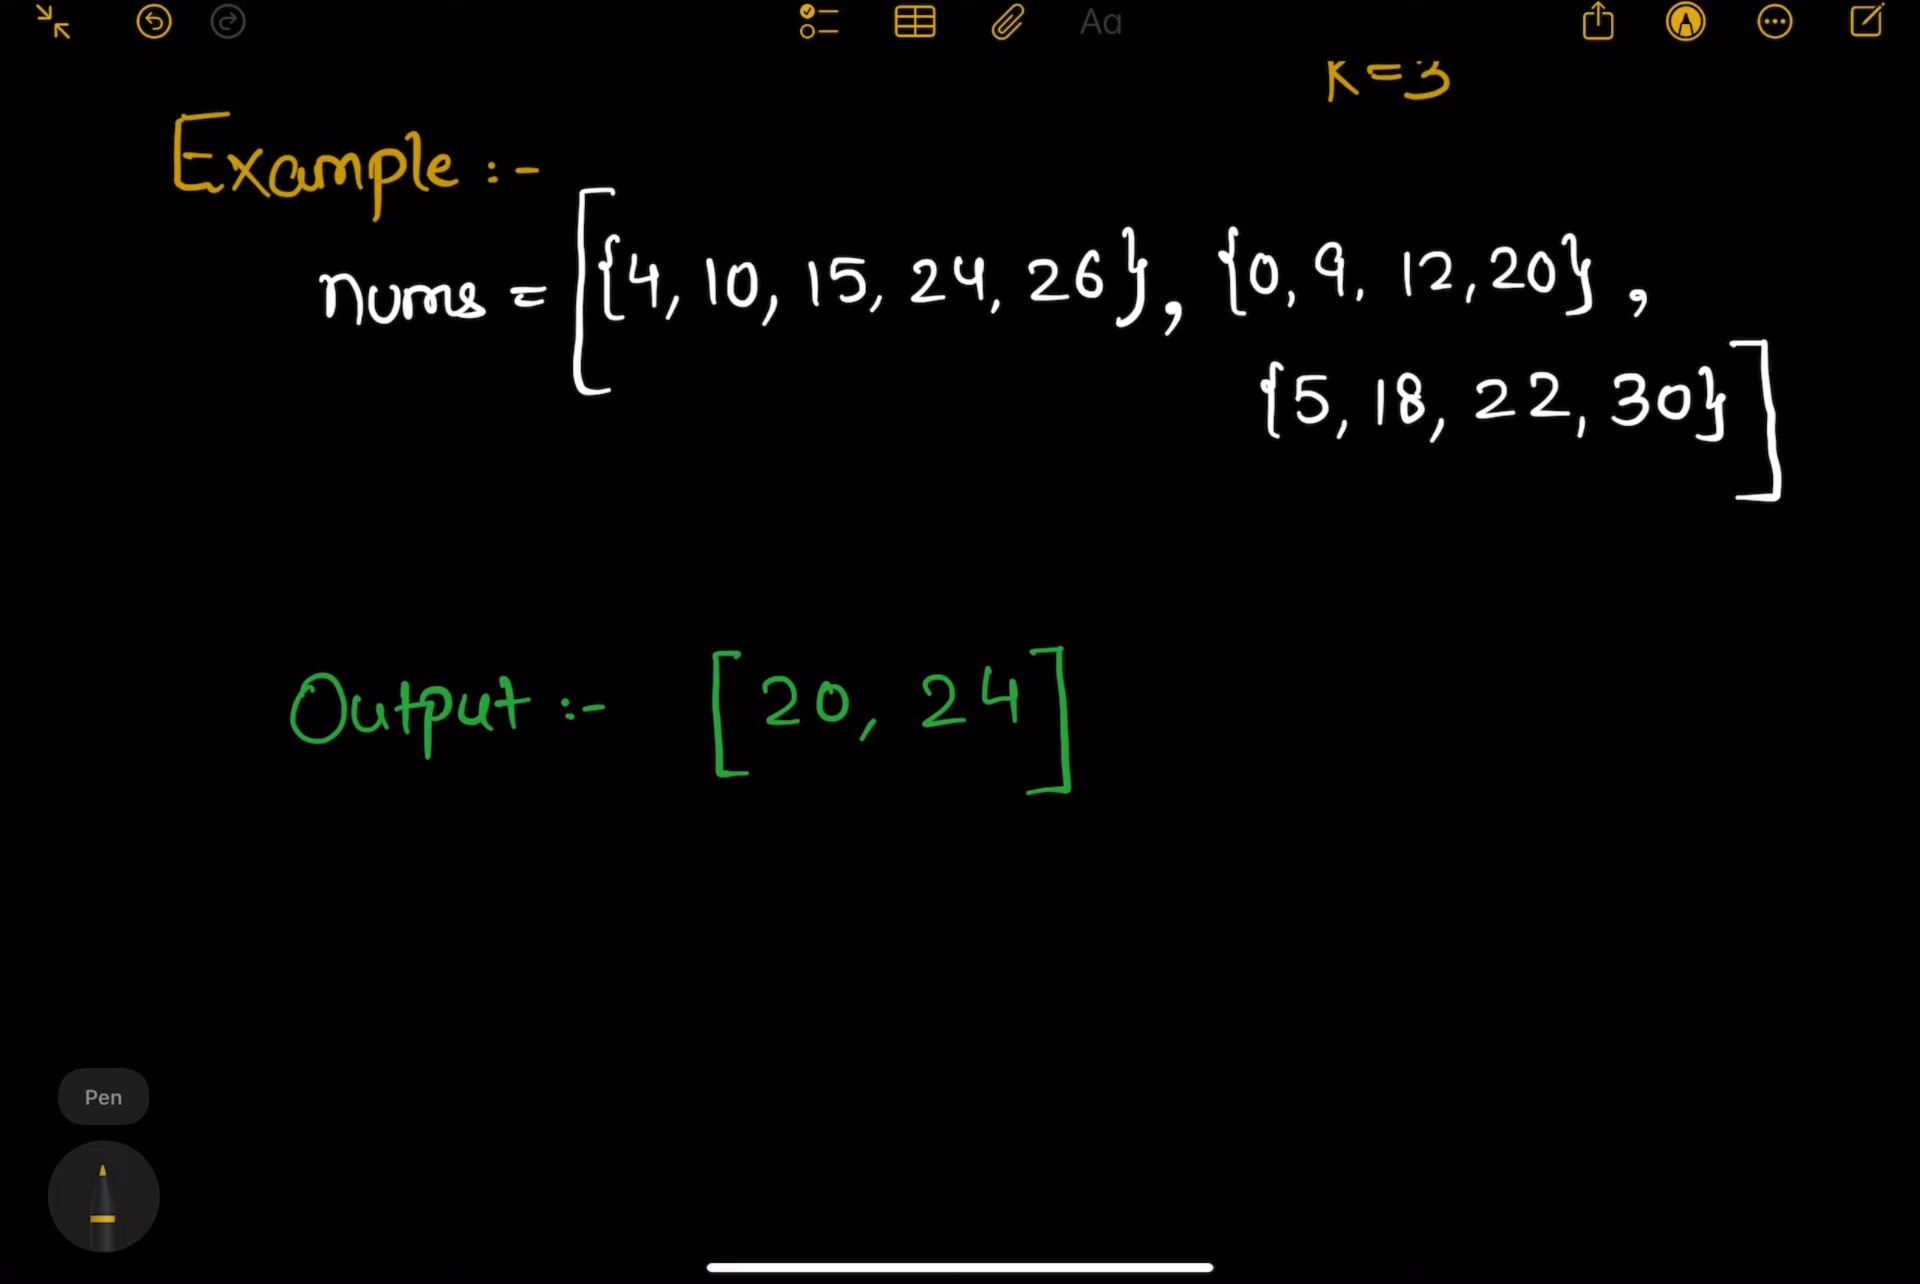 Aa
K=3
Example :-
nums = [{4, 10, 15, 24, 26}, {0, 9, 12, 20},
{5, 18, 22, 30}]
Output :- [20, 24]
Pen